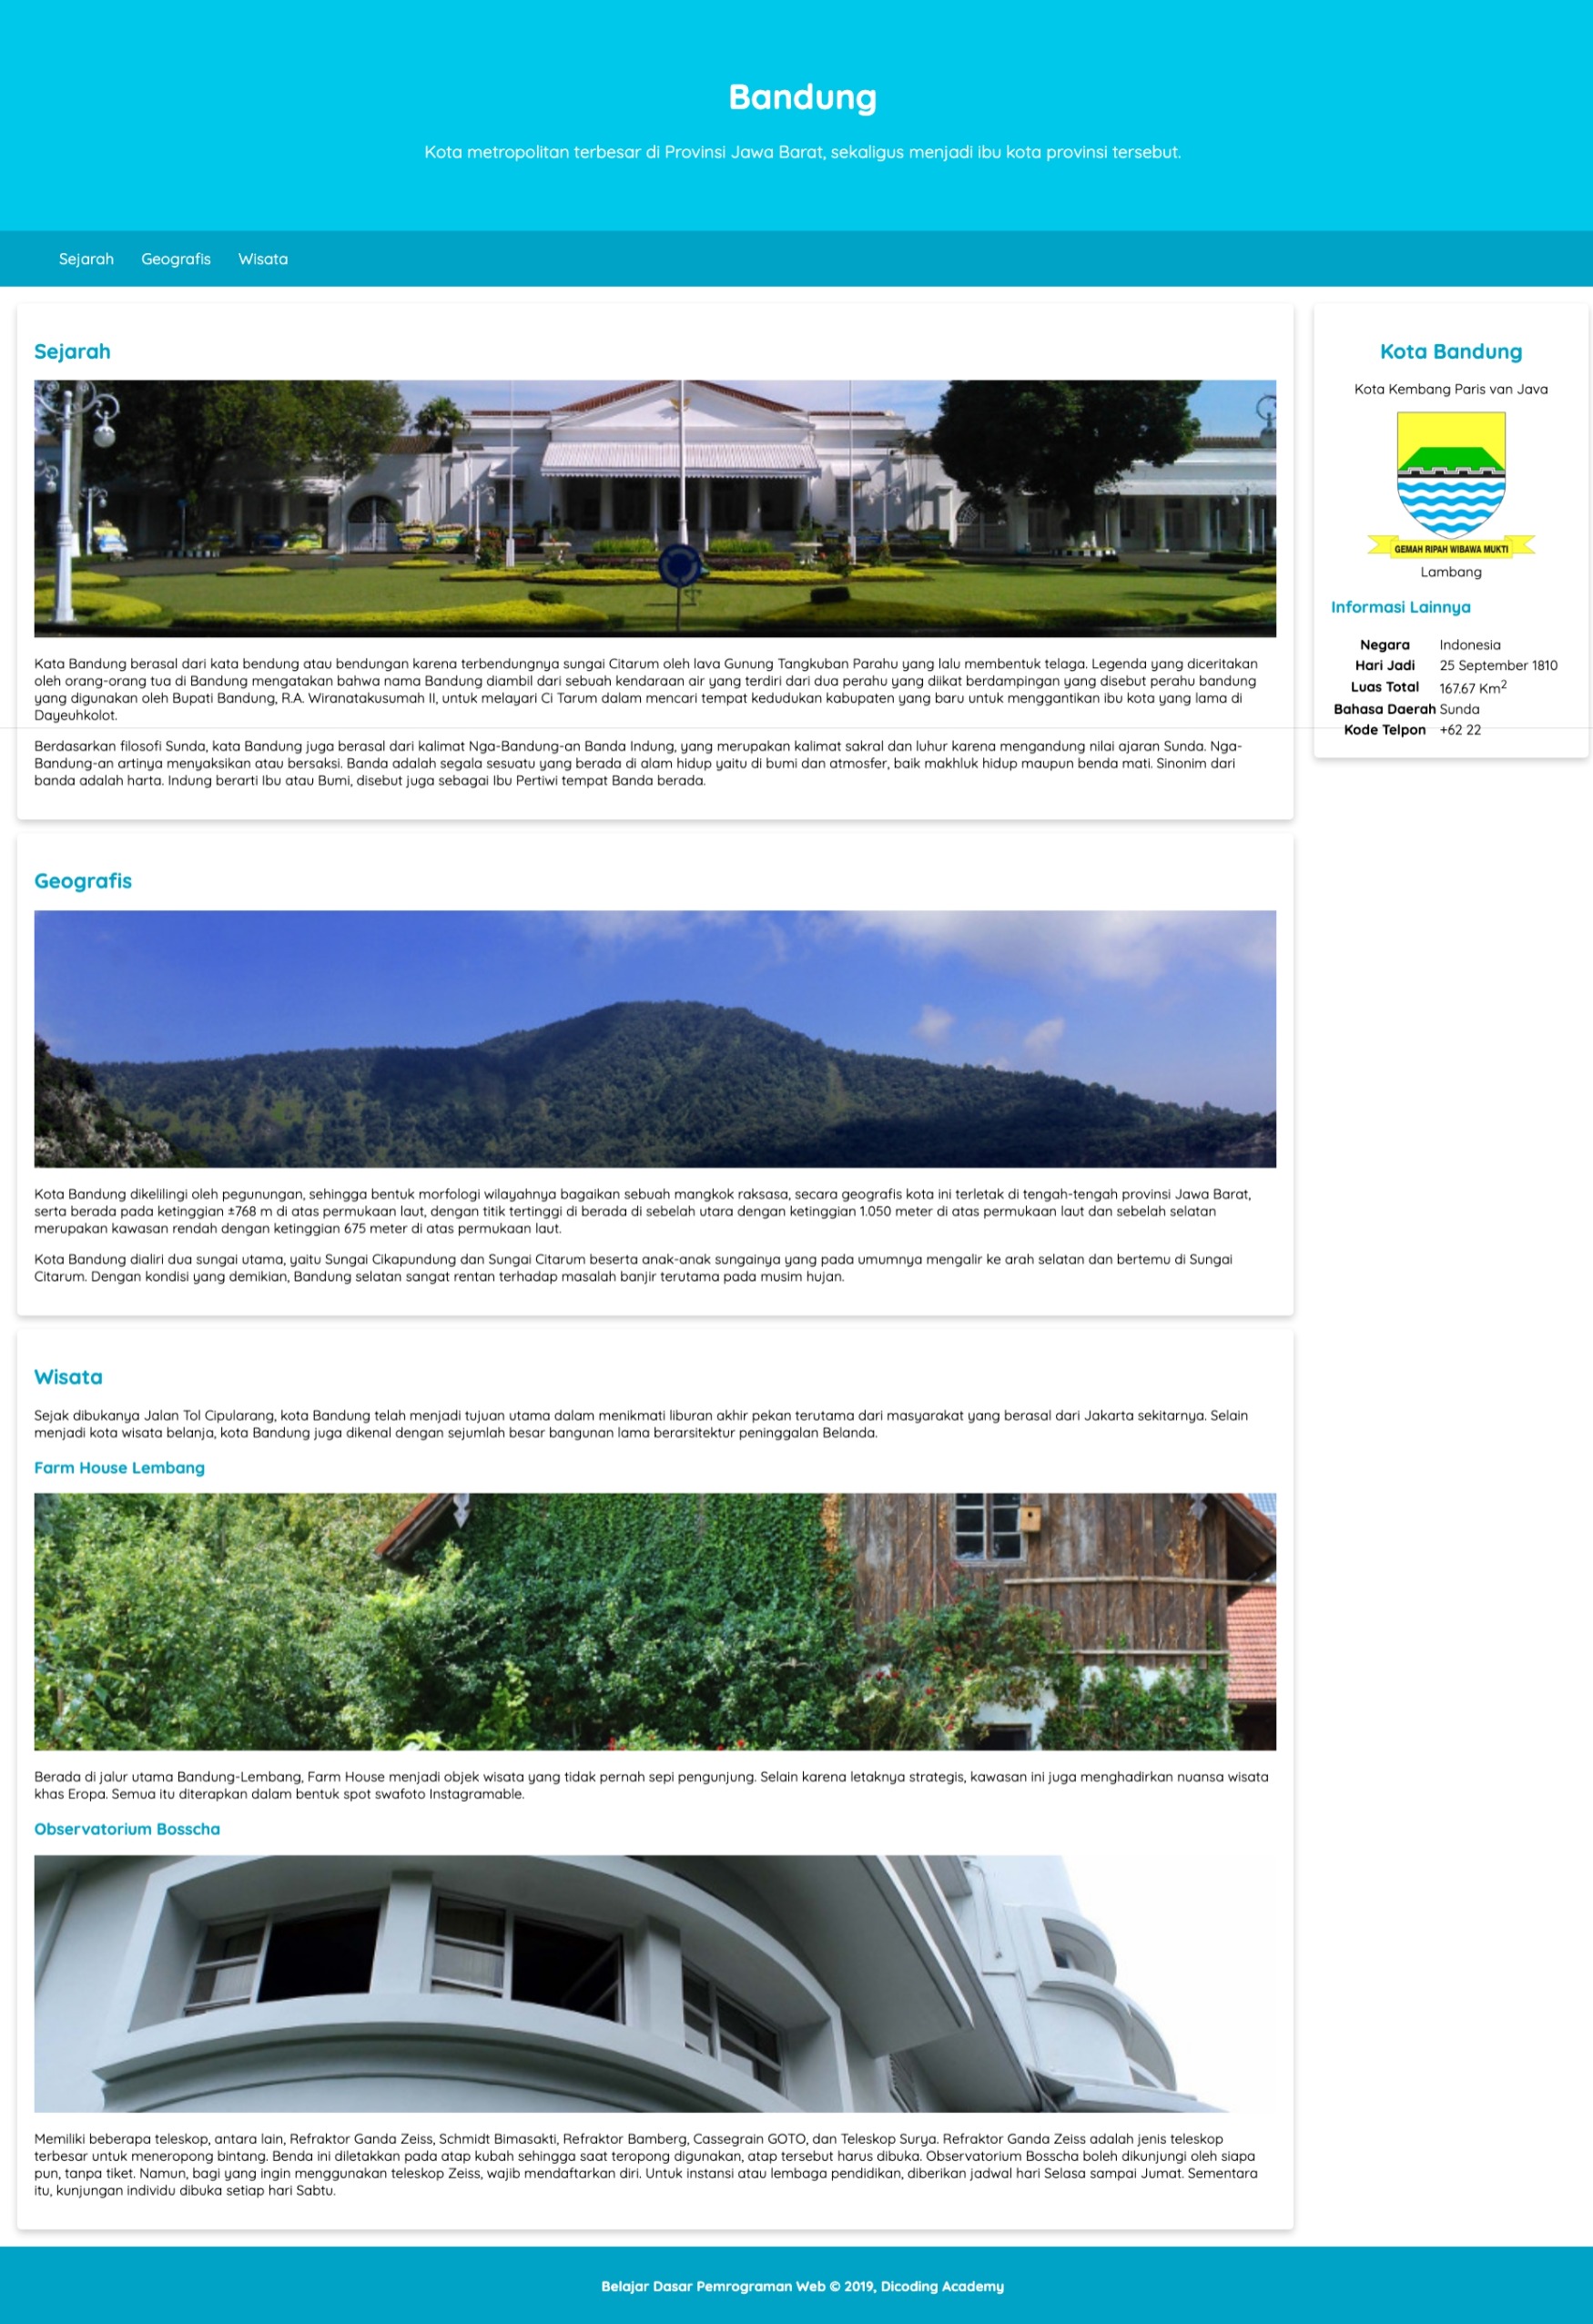 Bandung
Kota metropolitan terbesar di Provinsi Jawa Barat, sekaligus menjadi ibu kota provinsi tersebut.
Sejarah Geografis Wisata
Sejarah
Kata Bandung berasal dari kata bendung atau bendungan karena terbendungnya sungai Citarum oleh lava Gunung Tangkuban Parahu yang lalu membentuk telaga. Legenda yang diceritakan
oleh orang-orang tua di Bandung mengatakan bahwa nama Bandung diambil dari sebuah kendaraan air yang terdiri dari dua perahu yang diikat berdampingan yang disebut perahu bandung
yang digunakan oleh Bupati Bandung, R.A. Wiranatakusumah II, untuk melayari Ci Tarum dalam mencari tempat kedudukan kabupaten yang baru untuk menggantikan ibu kota yang lama di
Dayeuhkolot.
Berdasarkan filosofi Sunda, kata Bandung juga berasal dari kalimat Nga-Bandung-an Banda Indung, yang merupakan kalimat sakral dan luhur karena mengandung nilai ajaran Sunda. Nga-
Bandung-an artinya menyaksikan atau bersaksi. Banda adalah segala sesuatu yang berada di alam hidup yaitu di bumi dan atmosfer, baik makhluk hidup maupun benda mati. Sinonim dari
banda adalah harta. Indung berarti Ibu atau Bumi, disebut juga sebagai Ibu Pertiwi tempat Banda berada.
Geografis
Kota Bandung dikelilingi oleh pegunungan, sehingga bentuk morfologi wilayahnya bagaikan sebuah mangkok raksasa, secara geografis kota ini terletak di tengah-tengah provinsi Jawa Barat,
serta berada pada ketinggian ±768 m di atas permukaan laut, dengan titik tertinggi di berada di sebelah utara dengan ketinggian 1.050 meter di atas permukaan laut dan sebelah selatan
merupakan kawasan rendah dengan ketinggian 675 meter di atas permukaan laut.
Kota Bandung dialiri dua sungai utama, yaitu Sungai Cikapundung dan Sungai Citarum beserta anak-anak sungainya yang pada umumnya mengalir ke arah selatan dan bertemu di Sungai
Citarum. Dengan kondisi yang demikian, Bandung selatan sangat rentan terhadap masalah banjir terutama pada musim hujan.
Wisata
Sejak dibukanya Jalan Tol Cipularang, kota Bandung telah menjadi tujuan utama dalam menikmati liburan akhir pekan terutama dari masyarakat yang berasal dari Jakarta sekitarnya. Selain
menjadi kota wisata belanja, kota Bandung juga dikenal dengan sejumlah besar bangunan lama berarsitektur peninggalan Belanda.
Farm House Lembang
Berada di jalur utama Bandung-Lembang, Farm House menjadi objek wisata yang tidak pernah sepi pengunjung. Selain karena letaknya strategis, kawasan ini juga menghadirkan nuansa wisata
khas Eropa. Semua itu diterapkan dalam bentuk spot swafoto Instagramable.
Observatorium Bosscha
Memiliki beberapa teleskop, antara lain, Refraktor Ganda Zeiss, Schmidt Bimasakti, Refraktor Bamberg, Cassegrain GOTO, dan Teleskop Surya. Refraktor Ganda Zeiss adalah jenis teleskop
terbesar untuk meneropong bintang. Benda ini diletakkan pada atap kubah sehingga saat teropong digunakan, atap tersebut harus dibuka. Observatorium Bosscha boleh dikunjungi oleh siapa
pun, tanpa tiket. Namun, bagi yang ingin menggunakan teleskop Zeiss, wajib mendaftarkan diri. Untuk instansi atau lembaga pendidikan, diberikan jadwal hari Selasa sampai Jumat. Sementara
itu, kunjungan individu dibuka setiap hari Sabtu.
Kota Bandung
Kota Kembang Paris van Java
GEMAH RIPAH WIBAWA MUKTI
Lambang
Informasi Lainnya
Negara Indonesia
Hari Jadi 25 September 1810
Luas Total 167.67 Km²
Bahasa Daerah Sunda
Kode Telpon +62 22
Belajar Dasar Pemrograman Web © 2019, Dicoding Academy